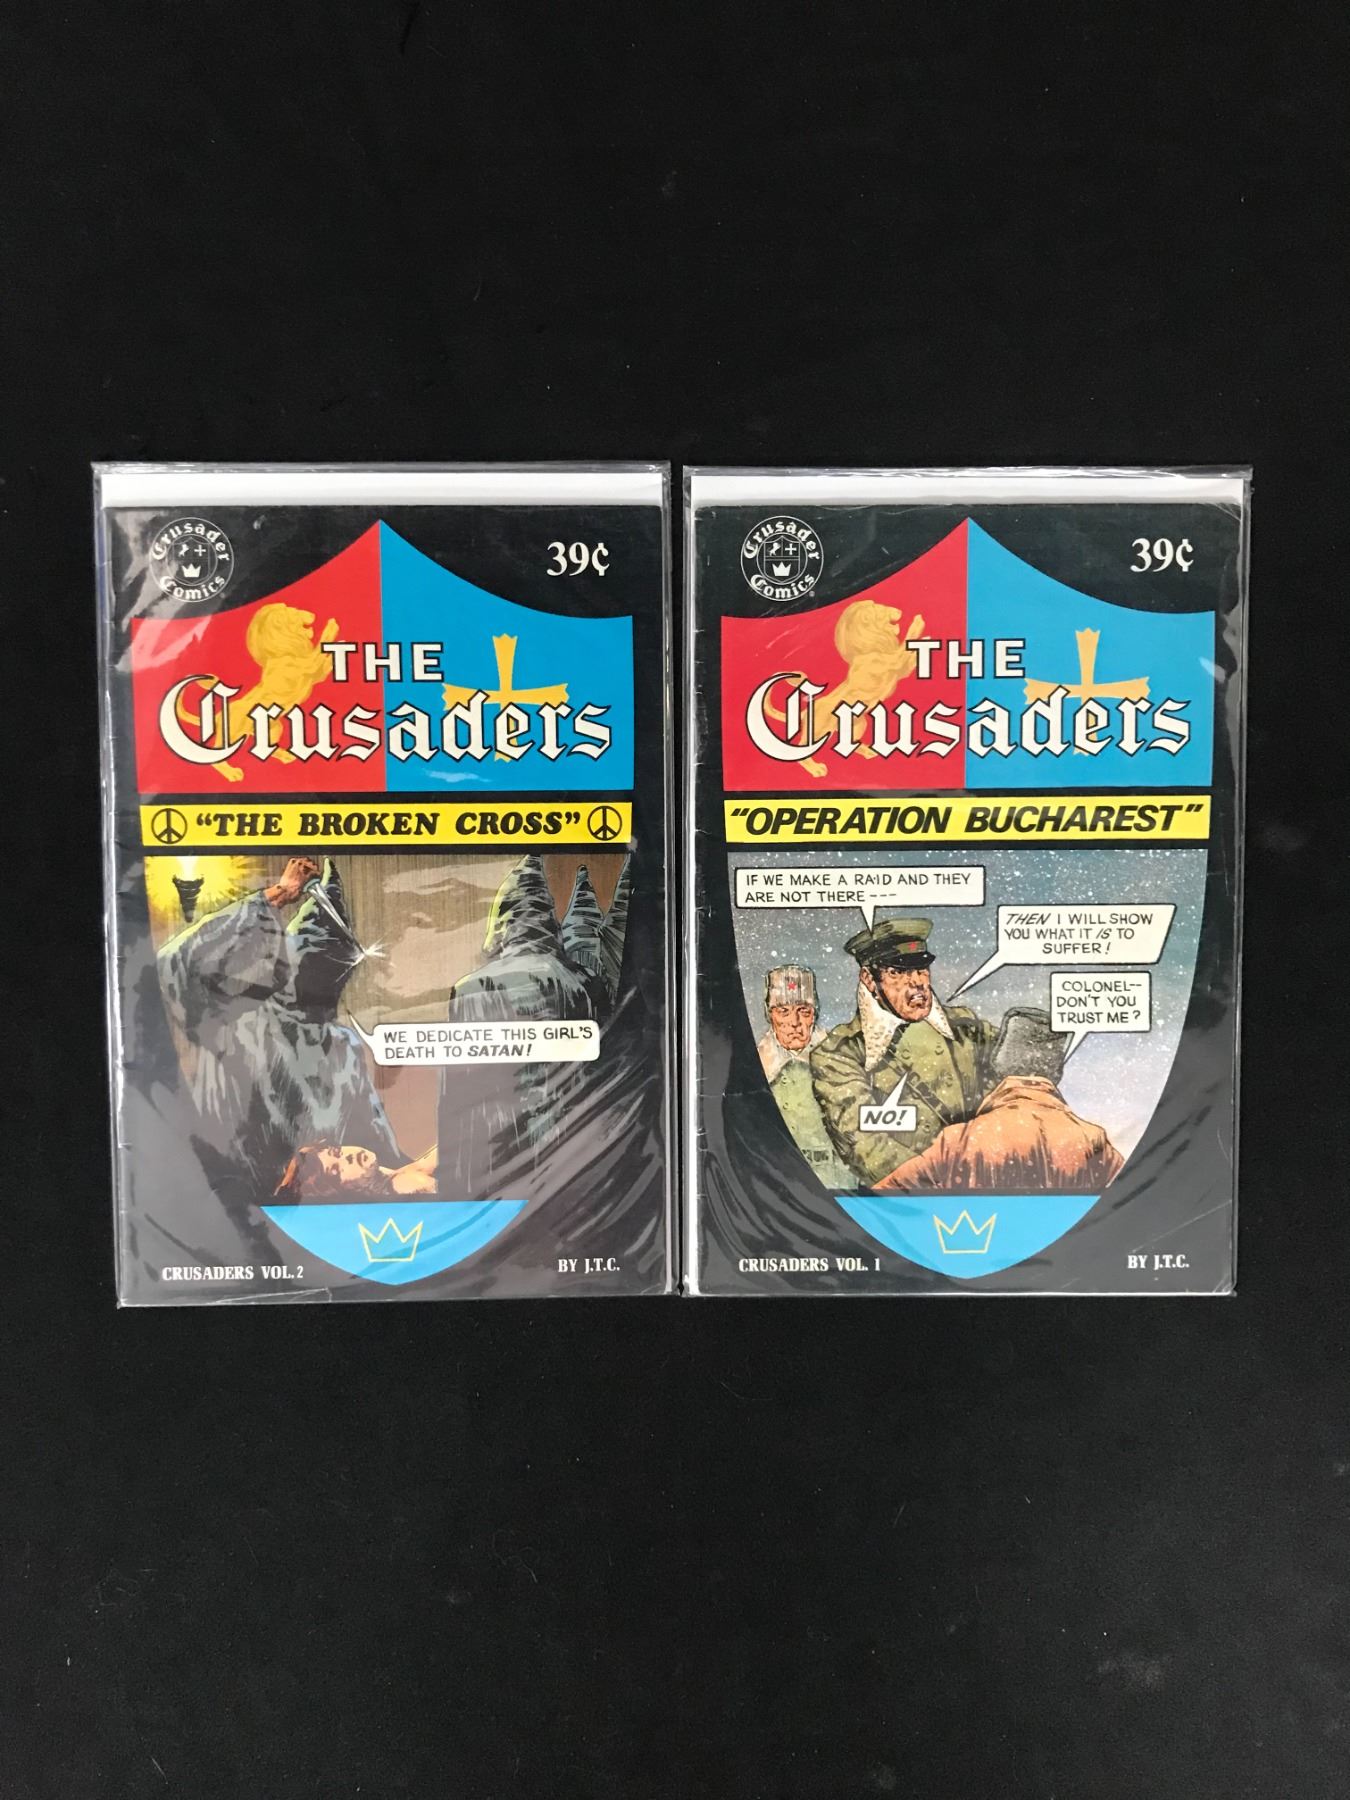 Crusader
Comics
39¢
THE
Crusaders
"THE BROKEN CROSS"
WE DEDICATE THIS GIRL'S
DEATH TO SATAN!
CRUSADERS VOL. 2
BY J.T.C.
Crusader
Comics
39¢
THE
Crusaders
"OPERATION BUCHAREST"
IF WE MAKE A RAID AND THEY
ARE NOT THERE ---
THEN I WILL SHOW
YOU WHAT IT IS TO
SUFFER!
COLONEL--
DON'T YOU
TRUST ME?
NO!
CRUSADERS VOL. 1
BY J.T.C.